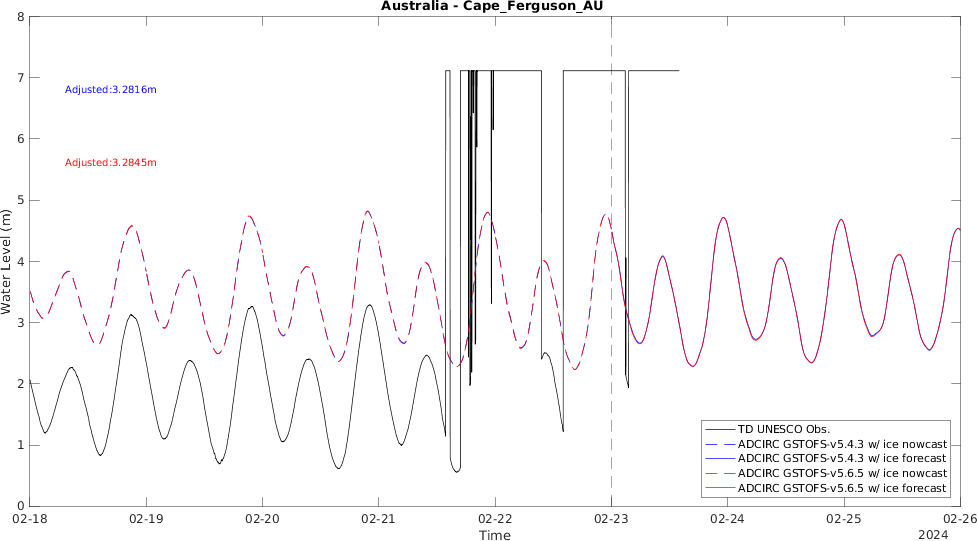 Australia - Cape_Ferguson_AU
8
7
6
5
4
3
2
1
0
Water Level (m)
Adjusted:3.2816m
Adjusted:3.2845m
TD UNESCO Obs.
ADCIRC GSTOFS-v5.4.3 w/ ice nowcast
ADCIRC GSTOFS-v5.4.3 w/ ice forecast
ADCIRC GSTOFS-v5.6.5 w/ ice nowcast
ADCIRC GSTOFS-v5.6.5 w/ ice forecast
02-18 02-19 02-20 02-21 02-22 02-23 02-24 02-25 02-26
Time
2024